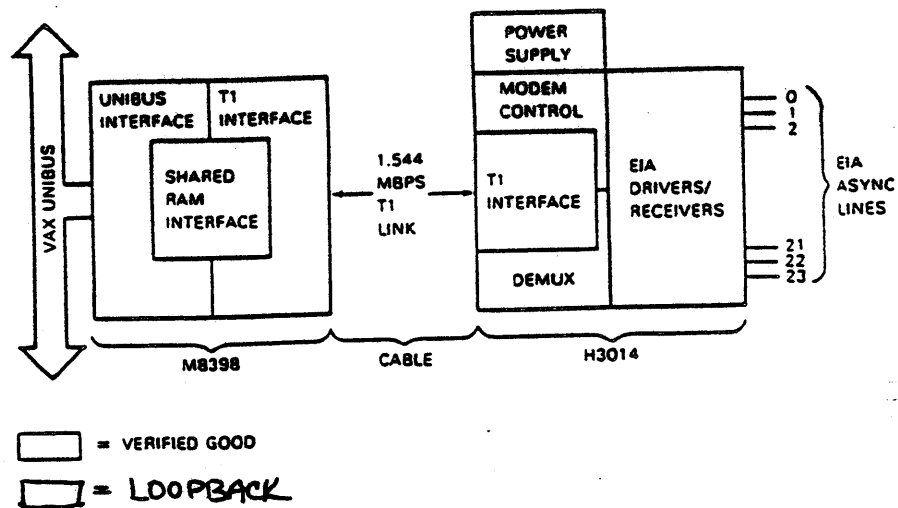 POWER
SUPPLY
UNIBUS
INTERFACE
T1
INTERFACE
MODEM
CONTROL
0
1
2
VAX UNIBUS
SHARED
RAM
INTERFACE
1.544
MBPS
T1
LINK
T1
INTERFACE
EIA
DRIVERS/
RECEIVERS
EIA
ASYNC
LINES
21
22
23
DEMUX
M8398
CABLE
H3014
= VERIFIED GOOD
= LOOPBACK